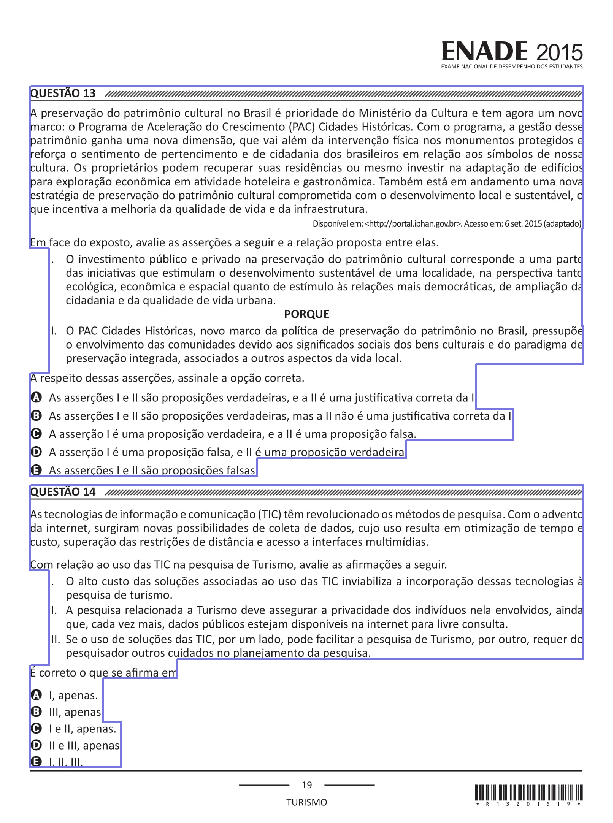 ENADE 2015
EXAME NACIONAL DE DESEMPENHO DOS ESTUDANTES
QUESTÃO 13
A preservação do patrimônio cultural no Brasil é prioridade do Ministério da Cultura e tem agora um novo
marco: o Programa de Aceleração do Crescimento (PAC) Cidades Históricas. Com o programa, a gestão desse
patrimônio ganha uma nova dimensão, que vai além da intervenção física nos monumentos protegidos e
reforça o sentimento de pertencimento e de cidadania dos brasileiros em relação aos símbolos de nossa
cultura. Os proprietários podem recuperar suas residências ou mesmo investir na adaptação de edifícios
para exploração econômica em atividade hoteleira e gastronômica. Também está em andamento uma nova
estratégia de preservação do patrimônio cultural comprometida com o desenvolvimento local e sustentável, o
que incentiva a melhoria da qualidade de vida e da infraestrutura.
Disponível em: <http://portal.iphan.gov.br>. Acesso em: 6 set. 2015 (adaptado).
Em face do exposto, avalie as asserções a seguir e a relação proposta entre elas.
I. O investimento público e privado na preservação do patrimônio cultural corresponde a uma parte
das iniciativas que estimulam o desenvolvimento sustentável de uma localidade, na perspectiva tanto
ecológica, econômica e espacial quanto de estímulo às relações mais democráticas, de ampliação da
cidadania e da qualidade de vida urbana.
PORQUE
II. O PAC Cidades Históricas, novo marco da política de preservação do patrimônio no Brasil, pressupõe
o envolvimento das comunidades devido aos significados sociais dos bens culturais e do paradigma de
preservação integrada, associados a outros aspectos da vida local.
A respeito dessas asserções, assinale a opção correta.
A As asserções I e II são proposições verdadeiras, e a II é uma justificativa correta da I.
B As asserções I e II são proposições verdadeiras, mas a II não é uma justificativa correta da I.
C A asserção I é uma proposição verdadeira, e a II é uma proposição falsa.
D A asserção I é uma proposição falsa, e a II é uma proposição verdadeira.
E As asserções I e II são proposições falsas.
QUESTÃO 14
As tecnologias de informação e comunicação (TIC) têm revolucionado os métodos de pesquisa. Com o advento
da internet, surgiram novas possibilidades de coleta de dados, cujo uso resulta em otimização de tempo e
custo, superação das restrições de distância e acesso a interfaces multimídias.
Com relação ao uso das TIC na pesquisa de Turismo, avalie as afirmações a seguir.
I. O alto custo das soluções associadas ao uso das TIC inviabiliza a incorporação dessas tecnologias à
pesquisa de turismo.
II. A pesquisa relacionada a Turismo deve assegurar a privacidade dos indivíduos nela envolvidos, ainda
que, cada vez mais, dados públicos estejam disponíveis na internet para livre consulta.
III. Se o uso de soluções das TIC, por um lado, pode facilitar a pesquisa de Turismo, por outro, requer do
pesquisador outros cuidados no planejamento da pesquisa.
É correto o que se afirma em
A I, apenas.
B III, apenas.
C I e II, apenas.
D II e III, apenas.
E I, II, III.
19
TURISMO
*R1320151 9*